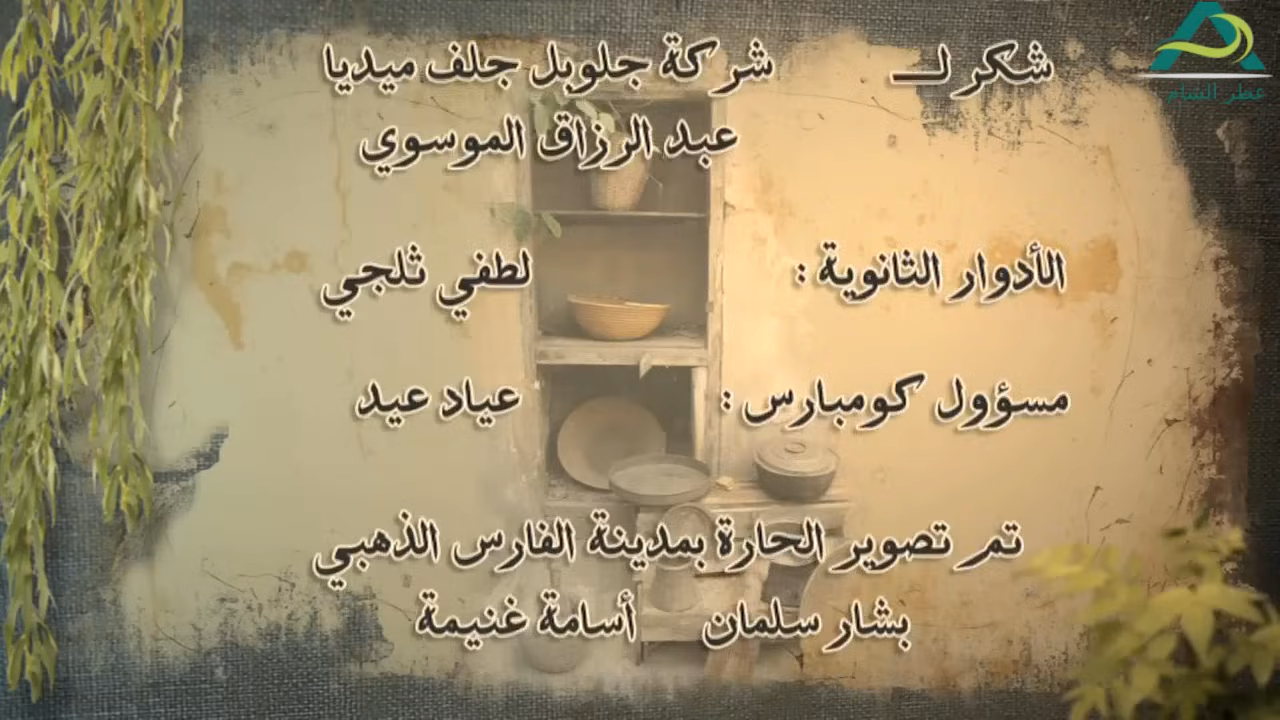 عطر الشام
شكر لـــ شركة جلوبل جلف ميديا
عبد الرزاق الموسوي
الأدوار الثانوية : لطفي ثلجي
مسؤول كومبارس : عياد عيد
تم تصوير الحارة بمدينة الفارس الذهبي
بشار سلمان أسامة غنيمة